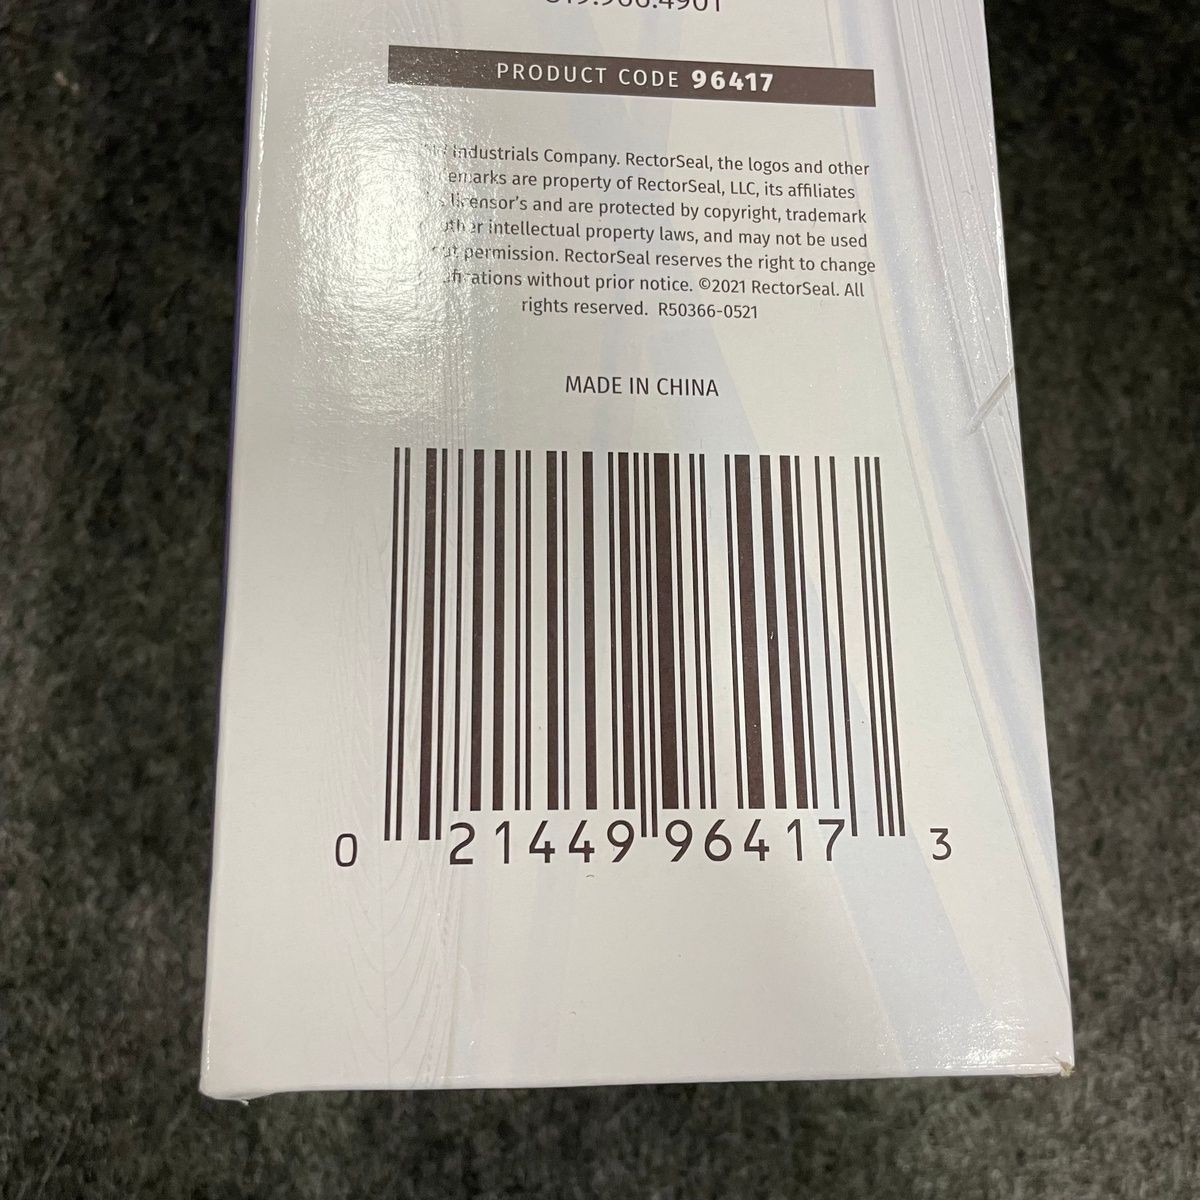 PRODUCT CODE 96417
Industrials Company. RectorSeal, the logos and other
are property of RectorSeal, LLC, its affiliates
and are protected by copyright, trademark
intellectual property laws, and may not be used
permission. RectorSeal reserves the right to change
without prior notice. ©2021 RectorSeal. All
rights reserved. R50366-0521
MADE IN CHINA
0 21449 96417 3